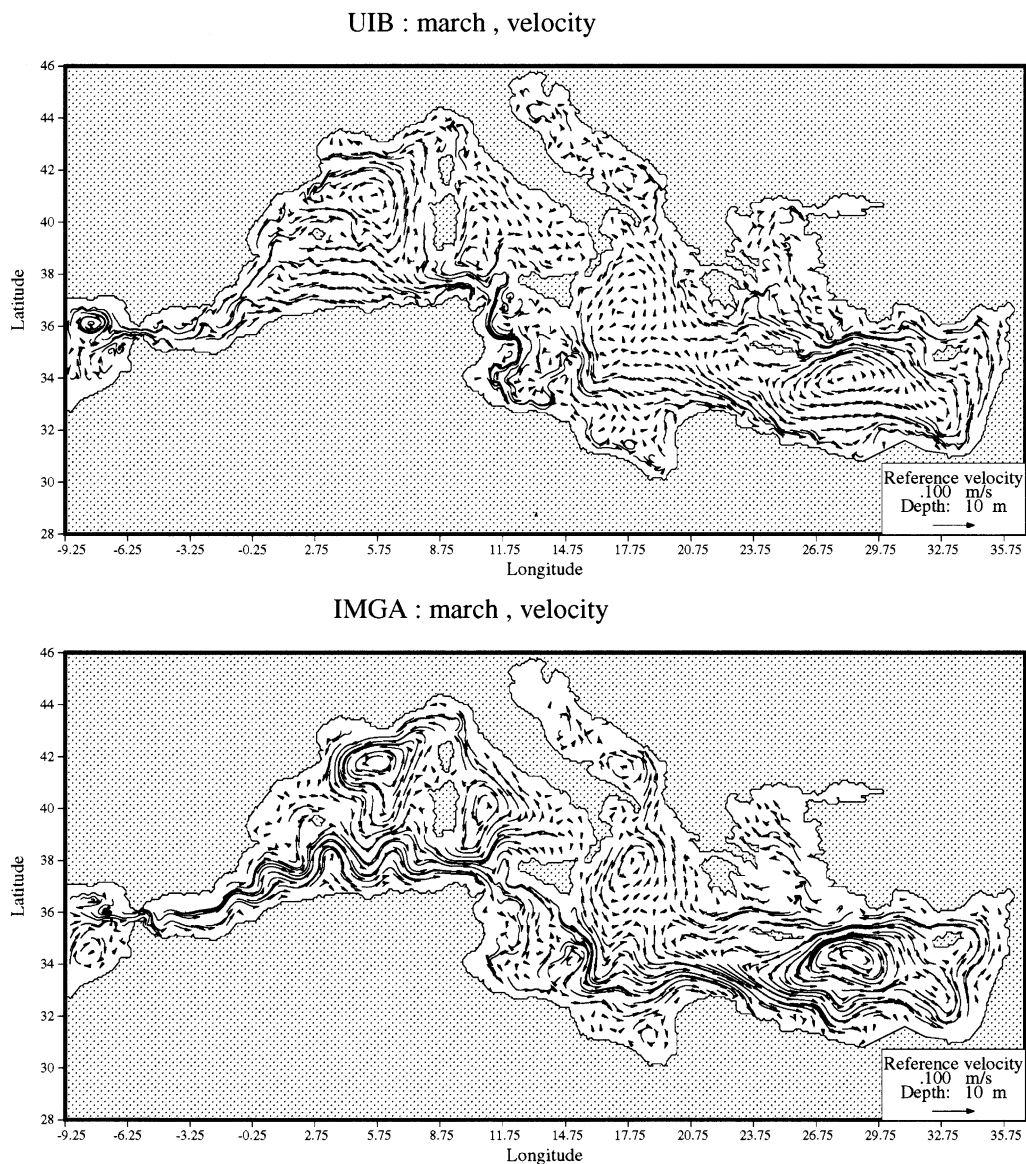 UIB : march , velocity
46
44
42
40
38
36
34
32
30
28
Latitude
Reference velocity
.100 m/s
Depth: 10 m
-9.25 -6.25 -3.25 -0.25 2.75 5.75 8.75 11.75 14.75 17.75 20.75 23.75 26.75 29.75 32.75 35.75
Longitude
IMGA : march , velocity
46
44
42
40
38
36
34
32
30
28
Latitude
Reference velocity
.100 m/s
Depth: 10 m
-9.25 -6.25 -3.25 -0.25 2.75 5.75 8.75 11.75 14.75 17.75 20.75 23.75 26.75 29.75 32.75 35.75
Longitude